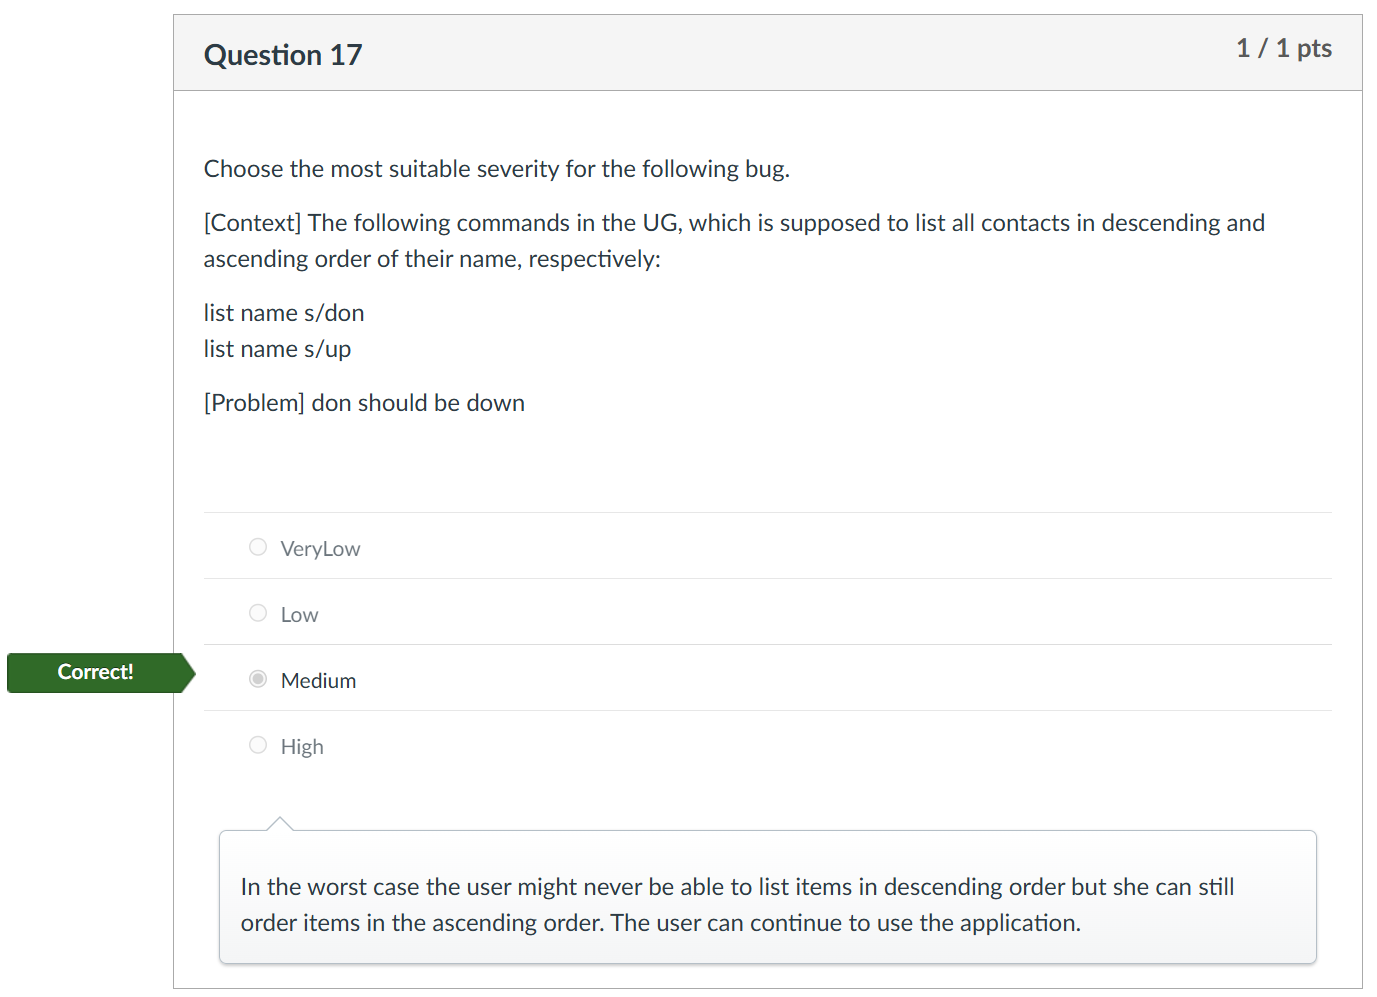 Question 17
1 / 1 pts
Choose the most suitable severity for the following bug.
[Context] The following commands in the UG, which is supposed to list all contacts in descending and
ascending order of their name, respectively:
list name s/don
list name s/up
[Problem] don should be down
VeryLow
Low
Correct!
Medium
High
In the worst case the user might never be able to list items in descending order but she can still
order items in the ascending order. The user can continue to use the application.